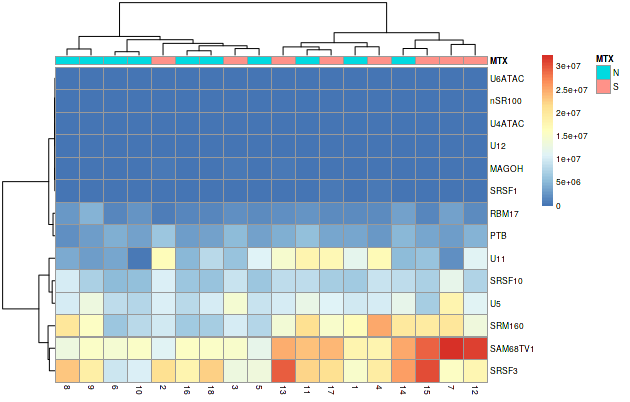 MTX
MTX
N
S
3e+07
2.5e+07
2e+07
1.5e+07
1e+07
5e+06
0
U6ATAC
nSR100
U4ATAC
U12
MAGOH
SRSF1
RBM17
PTB
U11
SRSF10
U5
SRM160
SAM68TV1
SRSF3
8 9 6 10 2 16 18 3 5 13 11 17 1 4 14 15 7 12